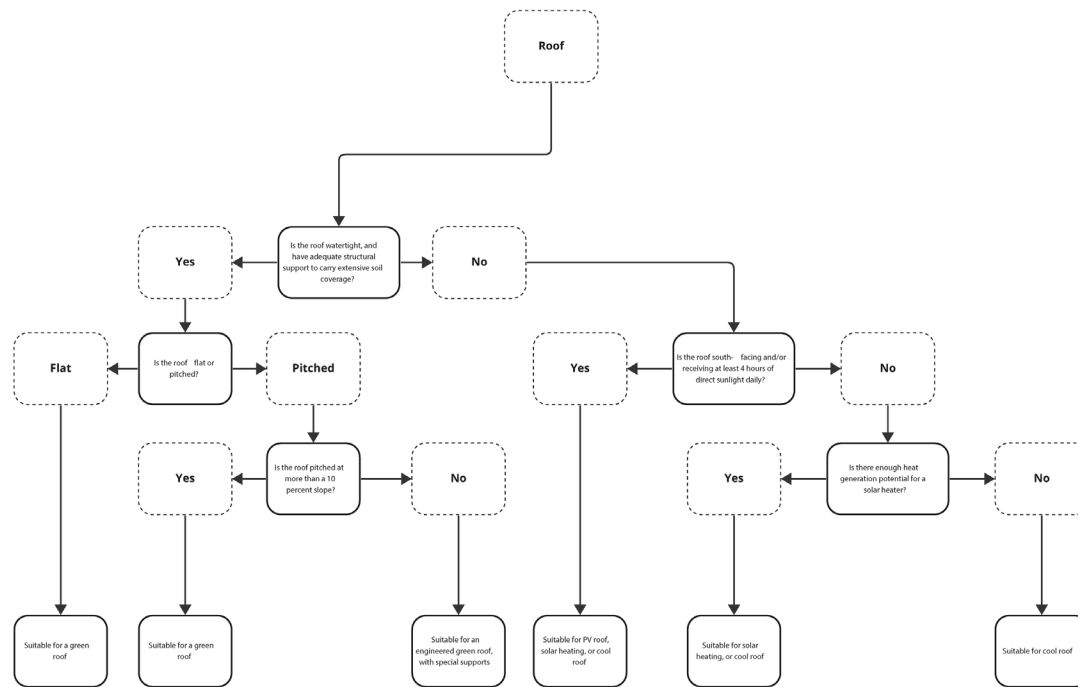 Roof
Is the roof watertight, and
have adequate structural
support to carry extensive soil
coverage?
Yes
No
Is the roof flat or
pitched?
Flat
Pitched
Is the roof south- facing and/or
receiving at least 4 hours of
direct sunlight daily?
Yes
No
Is the roof pitched at
more than a 10
percent slope?
Yes
No
Is there enough heat
generation potential for a
solar heater?
Yes
No
Suitable for a green
roof
Suitable for a green
roof
Suitable for an
engineered green roof,
with special supports
Suitable for PV roof,
solar heating, or cool
roof
Suitable for solar
heating, or cool roof
Suitable for cool roof